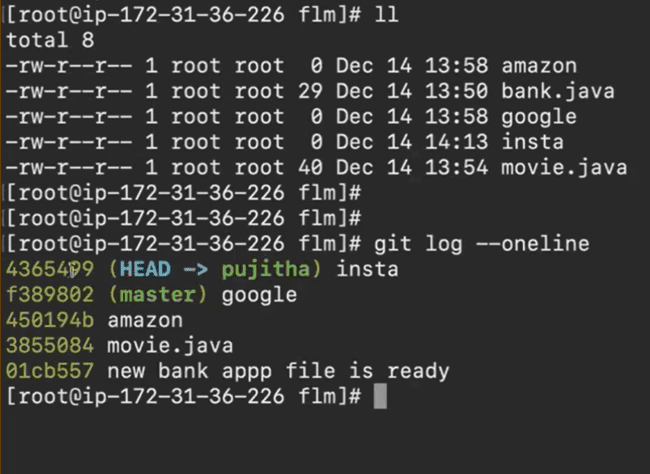 [root@ip-172-31-36-226 flm]# ll
total 8
-rw-r--r-- 1 root root  0 Dec 14 13:58 amazon
-rw-r--r-- 1 root root 29 Dec 14 13:50 bank.java
-rw-r--r-- 1 root root  0 Dec 14 13:58 google
-rw-r--r-- 1 root root  0 Dec 14 14:13 insta
-rw-r--r-- 1 root root 40 Dec 14 13:54 movie.java
[root@ip-172-31-36-226 flm]#
[root@ip-172-31-36-226 flm]#
[root@ip-172-31-36-226 flm]# git log --oneline
4365499 (HEAD -> pujitha) insta
f389802 (master) google
450194b amazon
3855084 movie.java
01cb557 new bank appp file is ready
[root@ip-172-31-36-226 flm]#